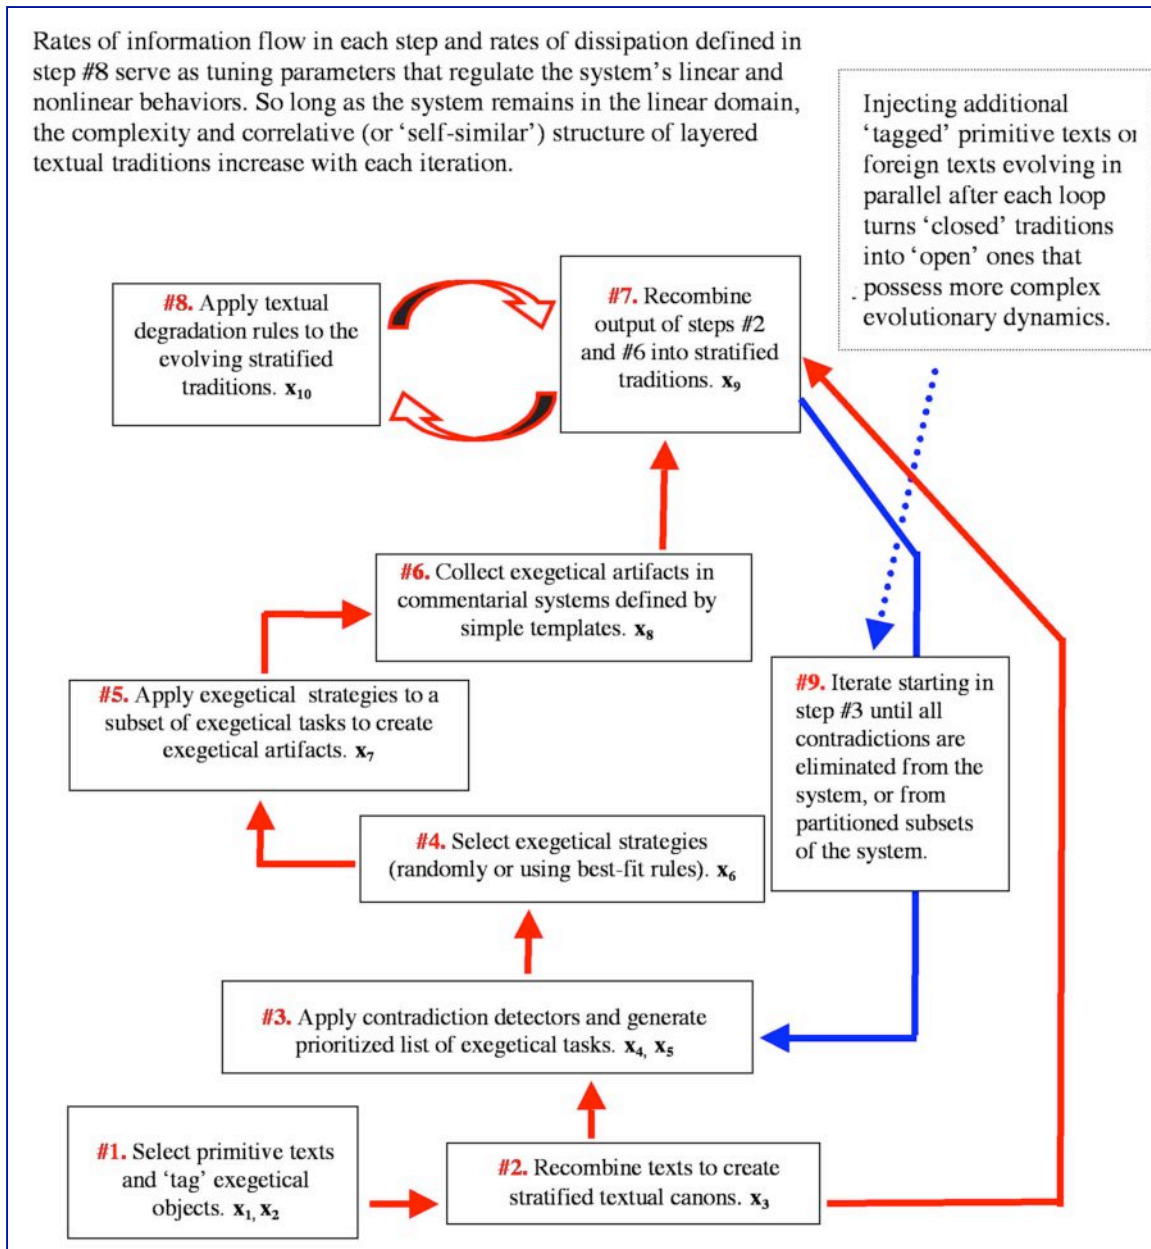 Rates of information flow in each step and rates of dissipation defined in
step #8 serve as tuning parameters that regulate the system’s linear and
nonlinear behaviors. So long as the system remains in the linear domain,
the complexity and correlative (or ‘self-similar’) structure of layered
textual traditions increase with each iteration.
Injecting additional
‘tagged’ primitive texts or
foreign texts evolving in
parallel after each loop
turns ‘closed’ traditions
into ‘open’ ones that
possess more complex
evolutionary dynamics.
#8. Apply textual
degradation rules to the
evolving stratified
traditions. x₁₀
#7. Recombine
output of steps #2
and #6 into stratified
traditions. x₉
#6. Collect exegetical artifacts in
commentarial systems defined by
simple templates. x₈
#5. Apply exegetical strategies to a
subset of exegetical tasks to create
exegetical artifacts. x₇
#9. Iterate starting in
step #3 until all
contradictions are
eliminated from the
system, or from
partitioned subsets
of the system.
#4. Select exegetical strategies
(randomly or using best-fit rules). x₆
#3. Apply contradiction detectors and generate
prioritized list of exegetical tasks. x₄, x₅
#1. Select primitive texts
and ‘tag’ exegetical
objects. x₁, x₂
#2. Recombine texts to create
stratified textual canons. x₃